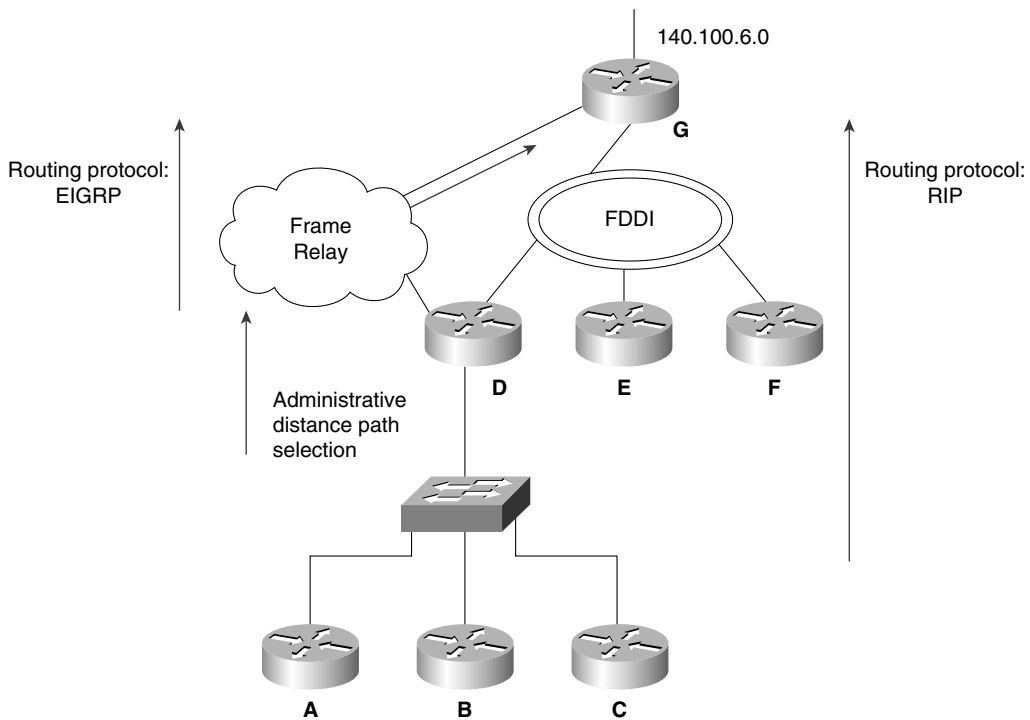 140.100.6.0
G
Routing protocol:
EIGRP
Routing protocol:
RIP
Frame
Relay
FDDI
D
E
F
Administrative
distance path
selection
A
B
C